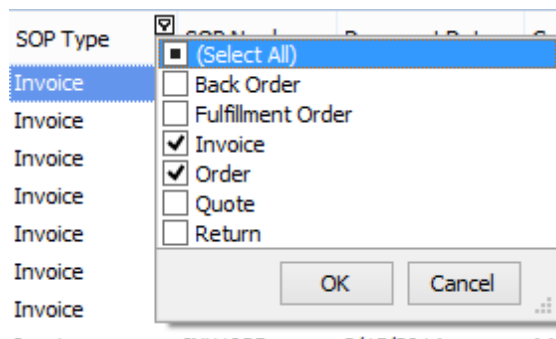 SOP Type
(Select All)
Invoice
Back Order
Invoice
Fulfillment Order
Invoice
Invoice
Order
Invoice
Quote
Invoice
Return
Invoice
OK Cancel
Invoice